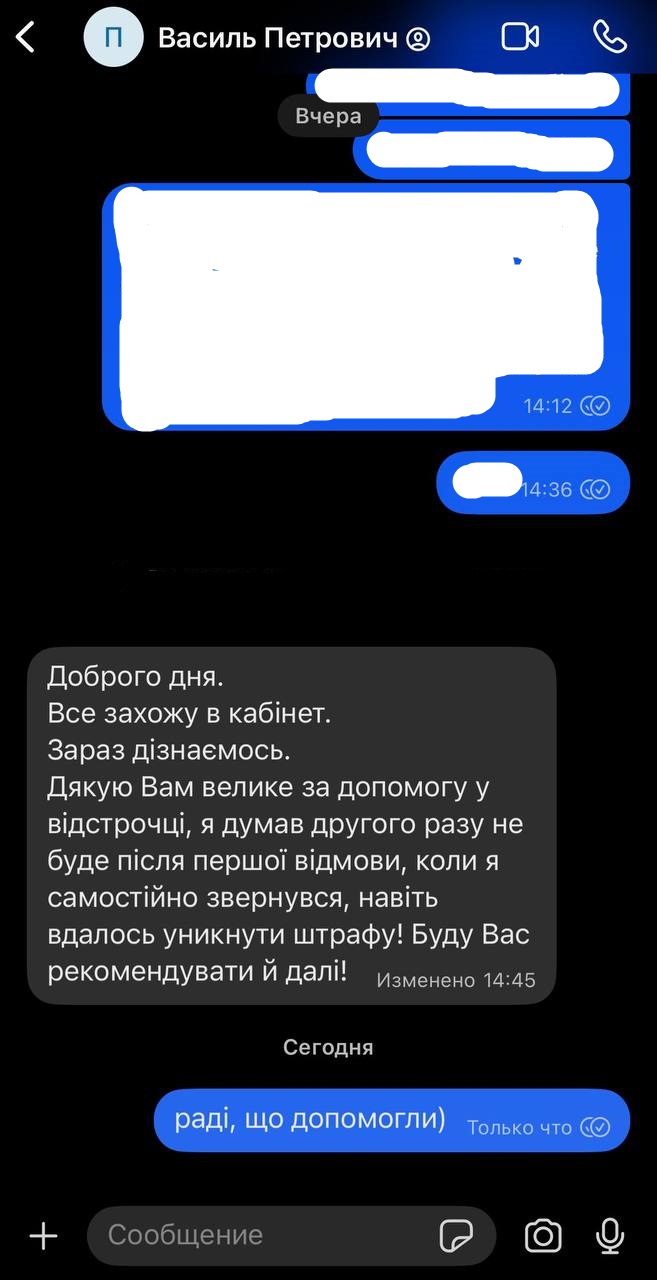 П
Василь Петрович
Вчера
14:12
14:36
Доброго дня.
Все захожу в кабінет.
Зараз дізнаємось.
Дякую Вам велике за допомогу у
відстрочці, я думав другого разу не
буде після першої відмови, коли я
самостійно звернувся, навіть
вдалось уникнути штрафу! Буду Вас
рекомендувати й далі!
Изменено 14:45
Сегодня
раді, що допомогли)
Только что
Сообщение